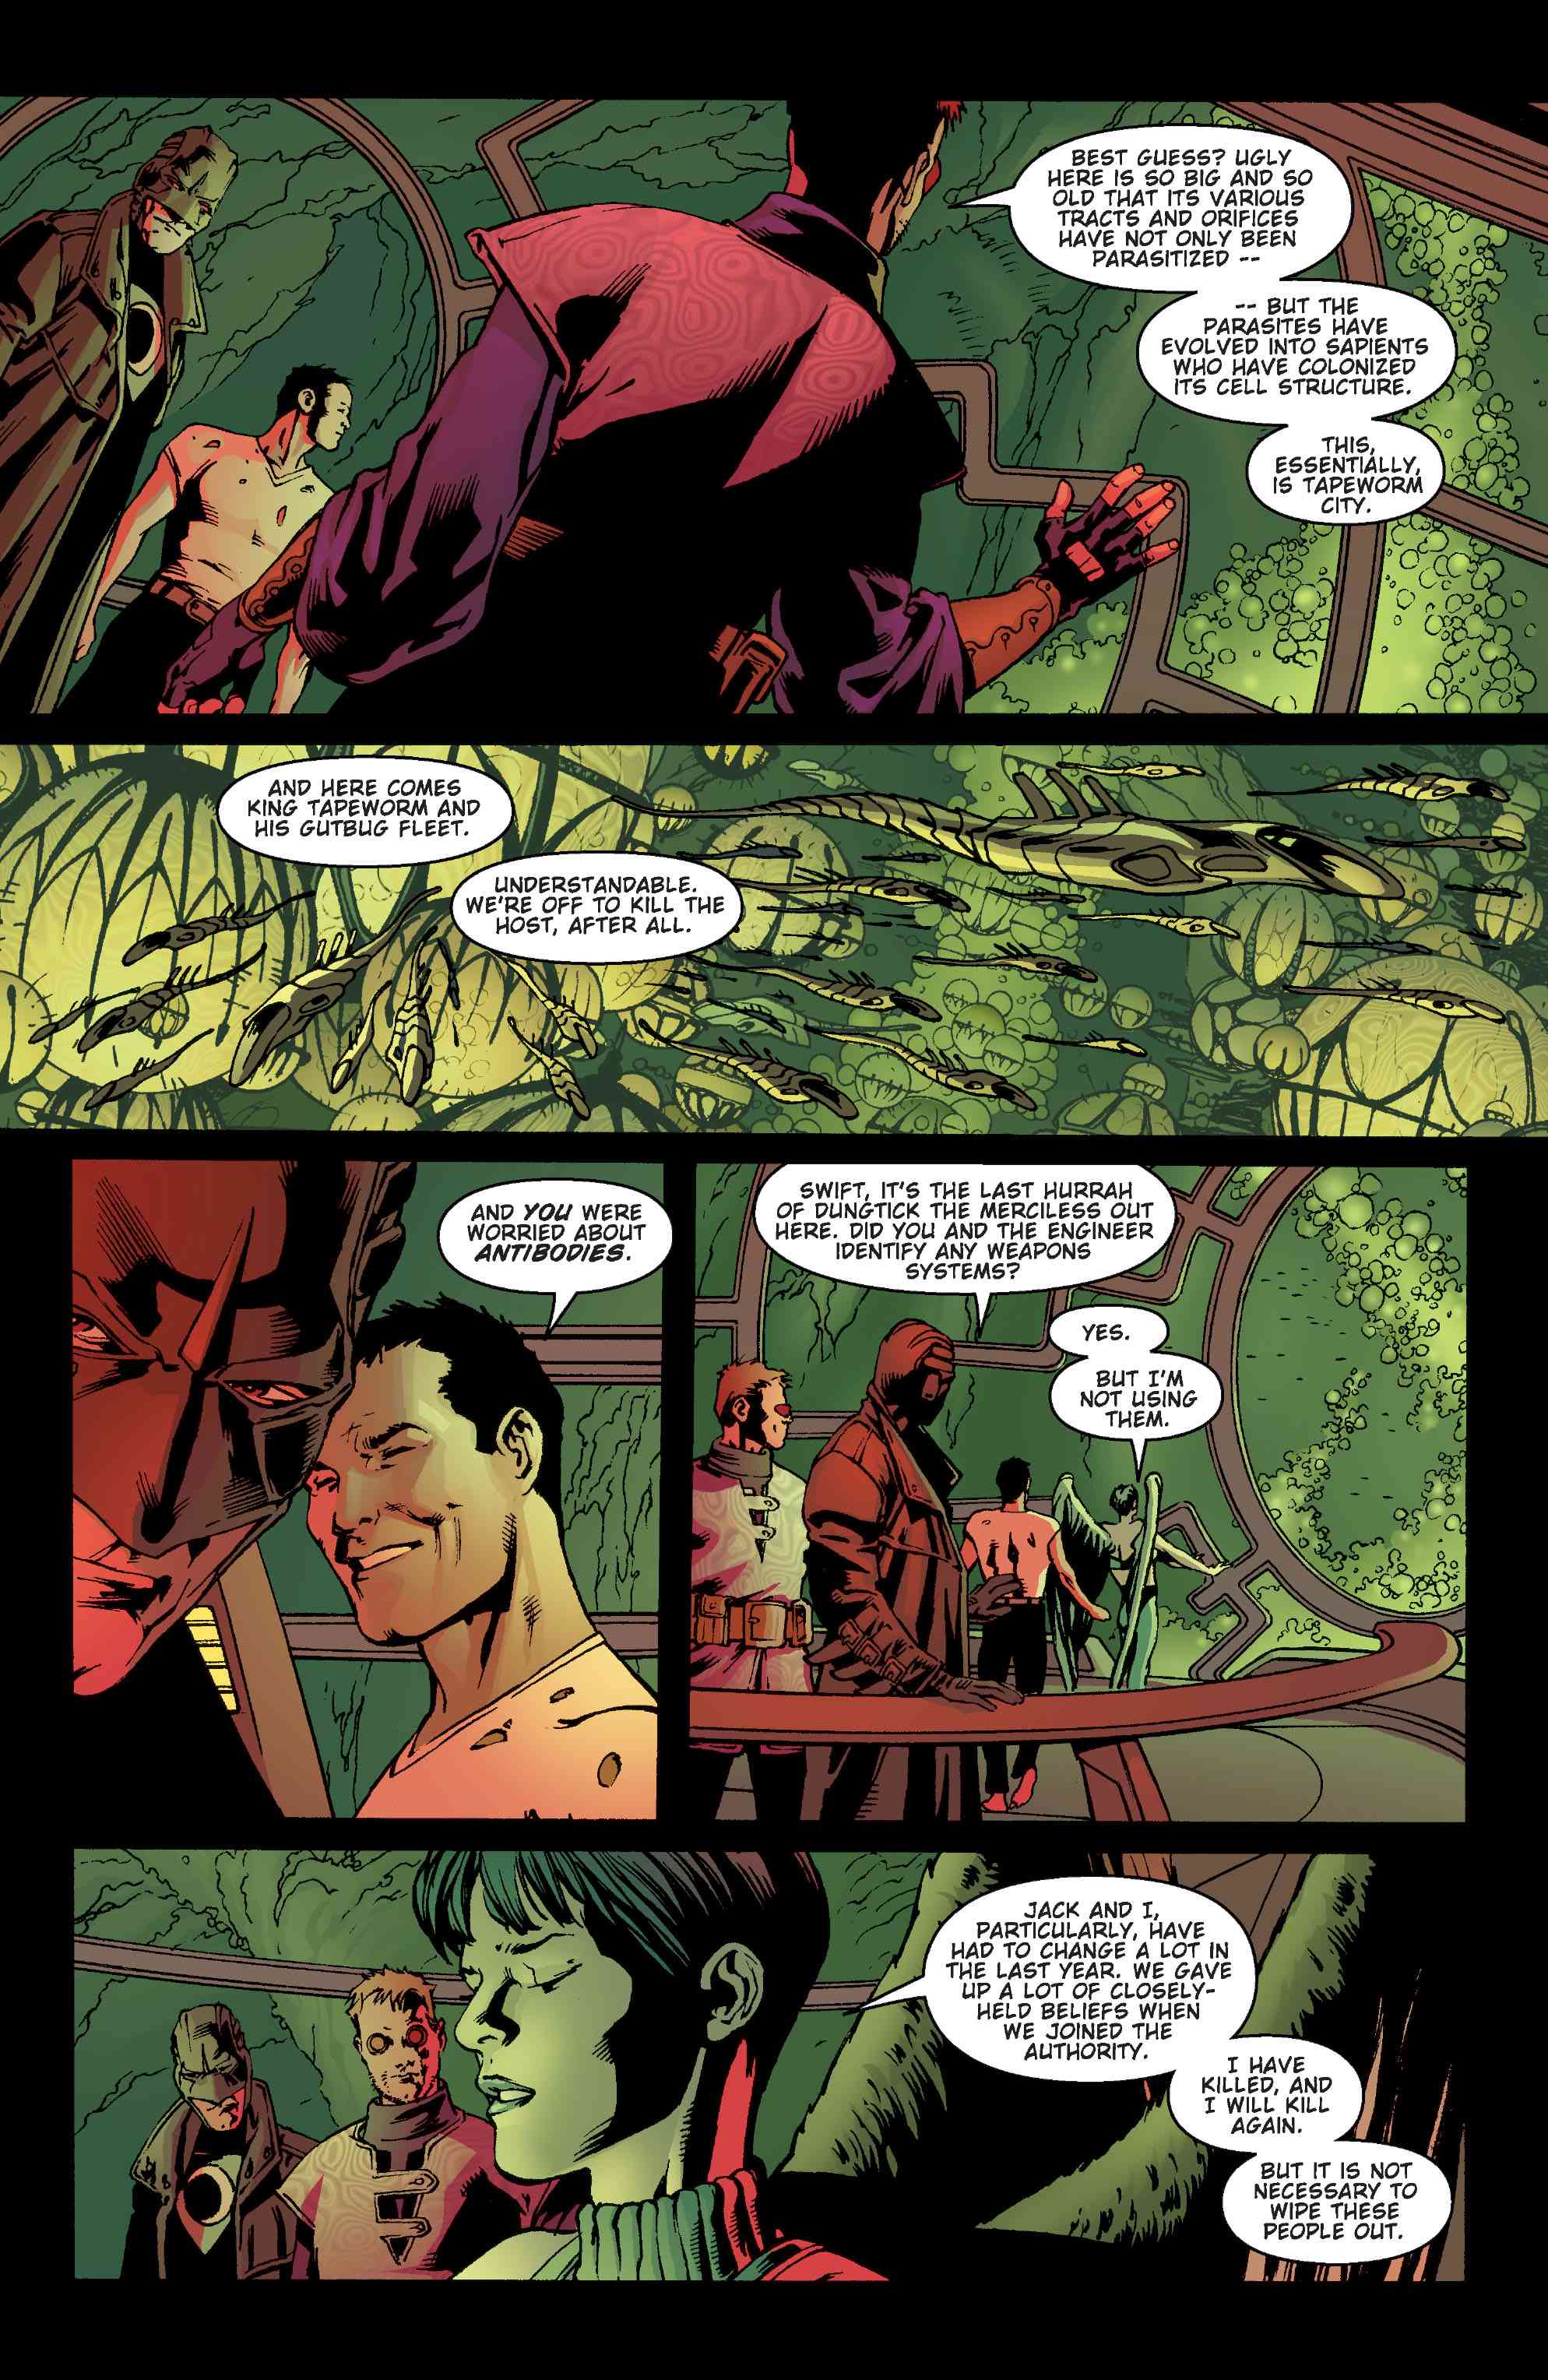 BEST GUESS? UGLY
HERE IS SO BIG AND SO
OLD THAT ITS VARIOUS
TRACTS AND ORIFICES
HAVE NOT ONLY BEEN
PARASITIZED --
-- BUT THE
PARASITES HAVE
EVOLVED INTO SAPIENTS
WHO HAVE COLONIZED
ITS CELL STRUCTURE.
THIS,
ESSENTIALLY,
IS TAPEWORM
CITY.
AND HERE COMES
KING TAPEWORM AND
HIS GUTBUG FLEET.
UNDERSTANDABLE.
WE'RE OFF TO KILL THE
HOST, AFTER ALL.
AND YOU WERE
WORRIED ABOUT
ANTIBODIES.
SWIFT, IT'S THE LAST HURRAH
OF DUNGTICK THE MERCILESS OUT
HERE. DID YOU AND THE ENGINEER
IDENTIFY ANY WEAPONS
SYSTEMS?
YES.
BUT I'M
NOT USING
THEM.
JACK AND I,
PARTICULARLY, HAVE
HAD TO CHANGE A LOT IN
THE LAST YEAR. WE GAVE
UP A LOT OF CLOSELY-
HELD BELIEFS WHEN
WE JOINED THE
AUTHORITY.
I HAVE
KILLED, AND
I WILL KILL
AGAIN.
BUT IT IS NOT
NECESSARY TO
WIPE THESE
PEOPLE OUT.